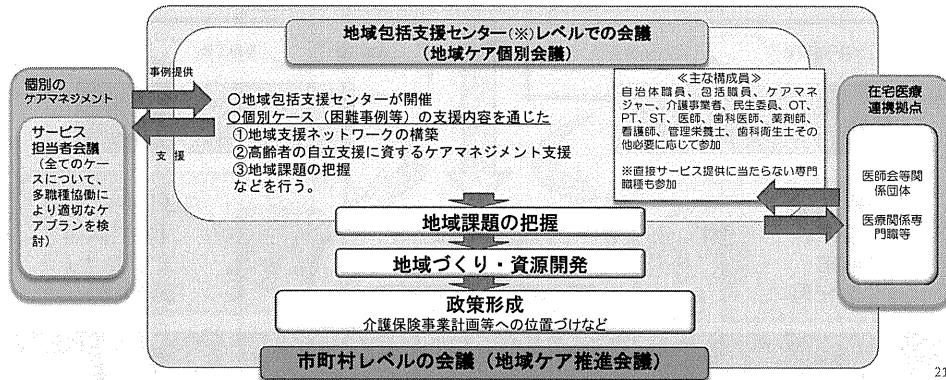 地域包括支援センター(※)レベルでの会議
(地域ケア個別会議)
個別の
ケアマネジメント
サービス
担当者会議
(全てのケー
スについて、
多職種協働に
より適切なケ
アプランを検
討)
事例提供
支援
〇地域包括支援センターが開催
〇個別ケース(困難事例等)の支援内容を通じた
①地域支援ネットワークの構築
②高齢者の自立支援に資するケアマネジメント支援
③地域課題の把握
などを行う。
≪主な構成員≫
自治体職員、包括職員、ケアマネ
ジャー、介護事業者、民生委員、OT、
PT、ST、医師、歯科医師、薬剤師、
看護師、管理栄養士、歯科衛生士その
他必要に応じて参加
※直接サービス提供に当たらない専門
職種も参加
在宅医療
連携拠点
医師会等関
係団体
医療関係専
門職等
地域課題の把握
地域づくり・資源開発
政策形成
介護保険事業計画等への位置づけなど
市町村レベルの会議(地域ケア推進会議)
21